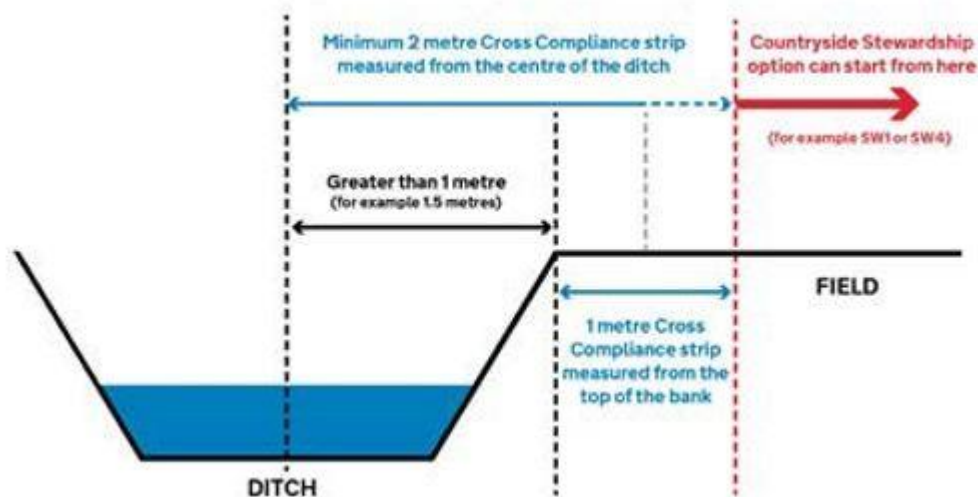 Minimum 2 metre Cross Compliance strip
measured from the centre of the ditch
Countryside Stewardship
option can start from here
(for example SW1 or SW4)
Greater than 1 metre
(for example 1.5 metres)
FIELD
1 metre Cross
Compliance strip
measured from the
top of the bank
DITCH